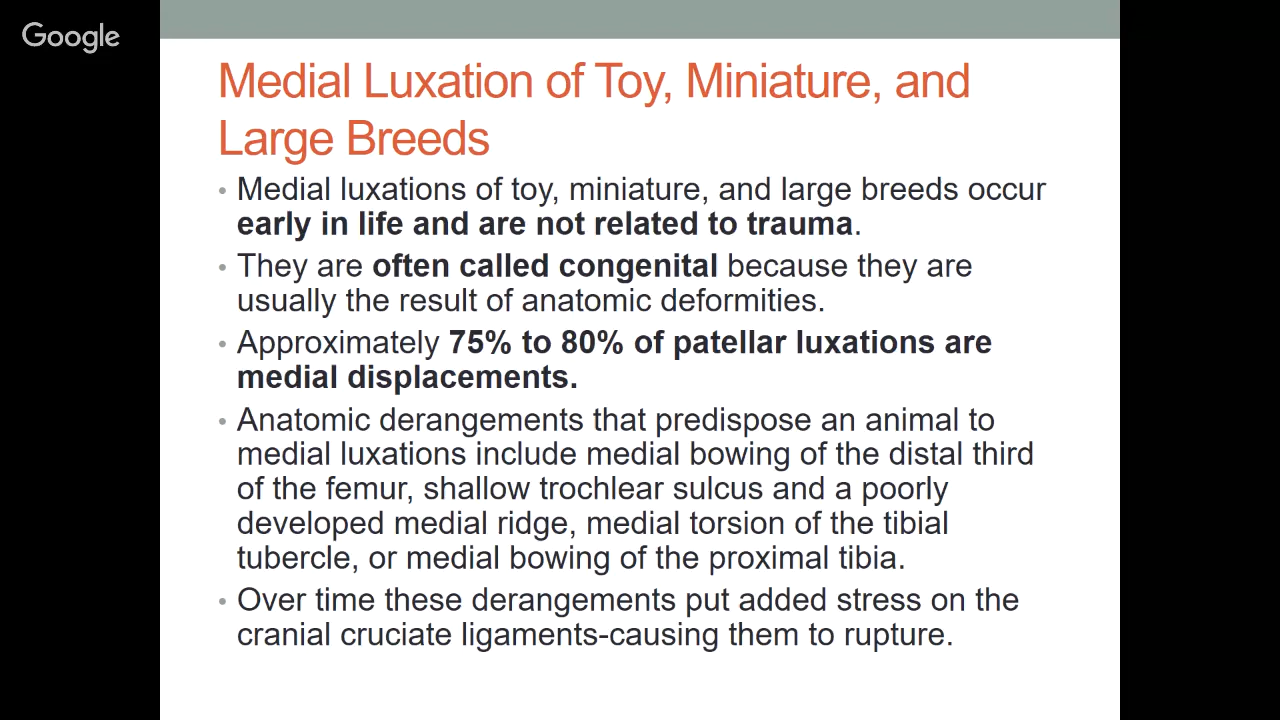 Google
Medial Luxation of Toy, Miniature, and
Large Breeds
• Medial luxations of toy, miniature, and large breeds occur
early in life and are not related to trauma.
• They are often called congenital because they are
usually the result of anatomic deformities.
• Approximately 75% to 80% of patellar luxations are
medial displacements.
• Anatomic derangements that predispose an animal to
medial luxations include medial bowing of the distal third
of the femur, shallow trochlear sulcus and a poorly
developed medial ridge, medial torsion of the tibial
tubercle, or medial bowing of the proximal tibia.
• Over time these derangements put added stress on the
cranial cruciate ligaments-causing them to rupture.